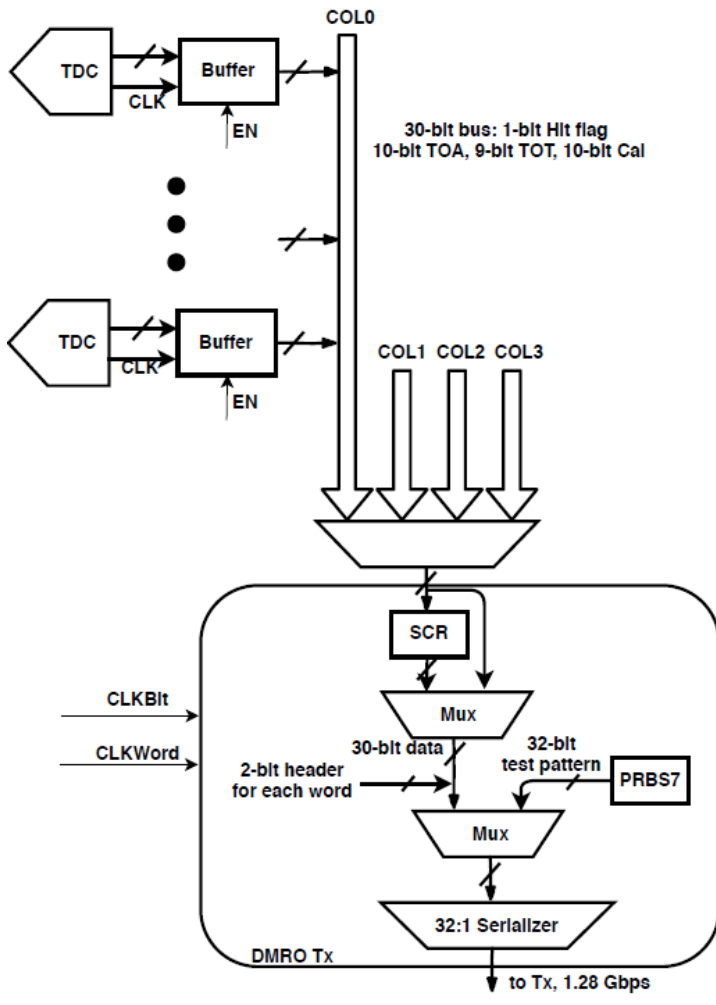 COL0
TDC
Buffer
CLK
EN
30-bit bus: 1-bit Hit flag
10-bit TOA, 9-bit TOT, 10-bit Cal
TDC
Buffer
CLK
EN
COL1 COL2 COL3
SCR
CLKBit
Mux
CLKWord
30-bit data
32-bit
test pattern
2-bit header
for each word
PRBS7
Mux
32:1 Serializer
DMRO Tx
to Tx, 1.28 Gbps